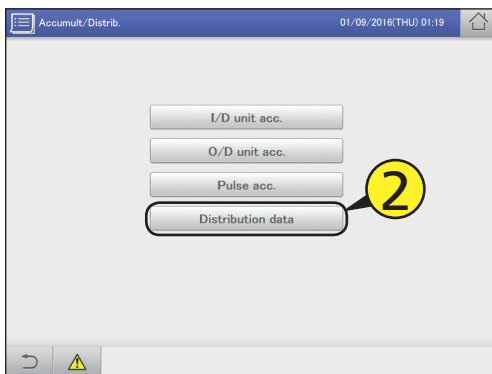 Accumult/Distrib. 01/09/2016(THU) 01:19
I/D unit acc.
O/D unit acc.
Pulse acc.
Distribution data
2